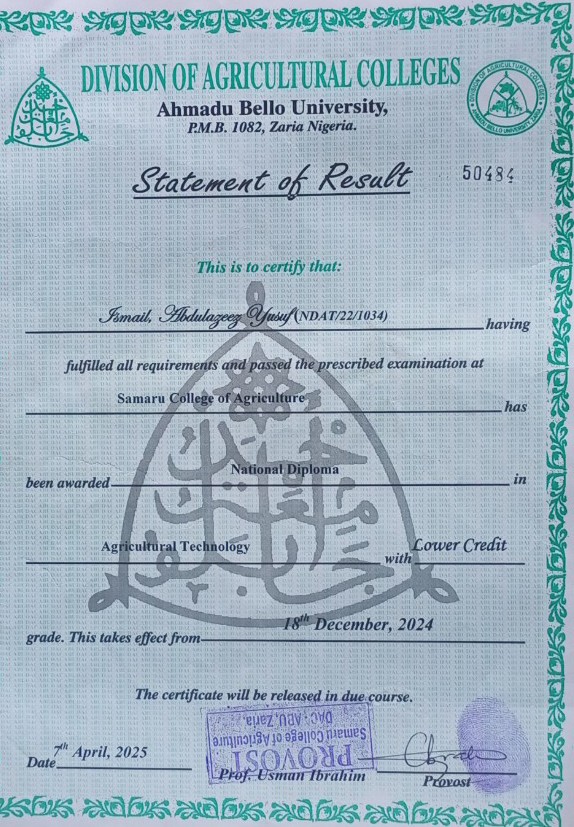 DIVISION OF AGRICULTURAL COLLEGES
Ahmadu Bello University,
P.M.B. 1082, Zaria Nigeria.
Statement of Result
50484
This is to certify that:
Ismail, Abdulazeez Yusuf (NDAT/22/1034)
having
fulfilled all requirements and passed the prescribed examination at
Samaru College of Agriculture
has
been awarded National Diploma in
Agricultural Technology with Lower Credit
grade. This takes effect from 18th December, 2024
The certificate will be released in due course.
PROVOST
Samaru College of Agriculture
DAC, ABU, Zaria
Date 7th April, 2025
Prof. Usman Ibrahim
Provost